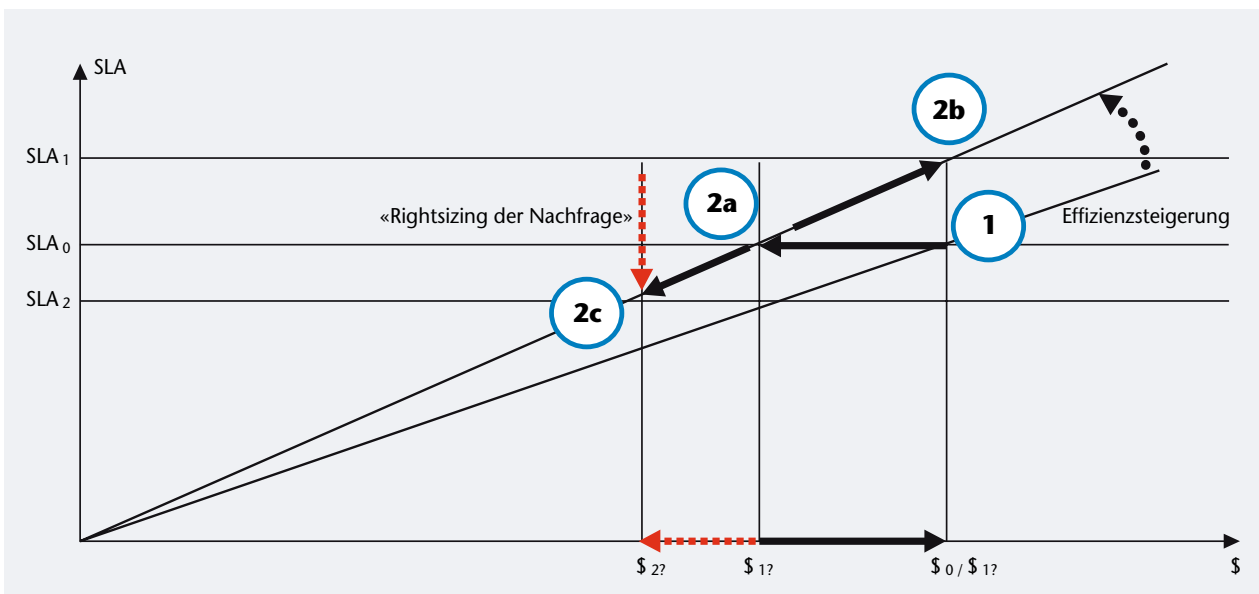 SLA
2b
SLA 1
2a
«Rightsizing der Nachfrage»
1
Effizienzsteigerung
SLA 0
SLA 2
2c
$ 2?
$ 1?
$ 0 / $ 1?
$